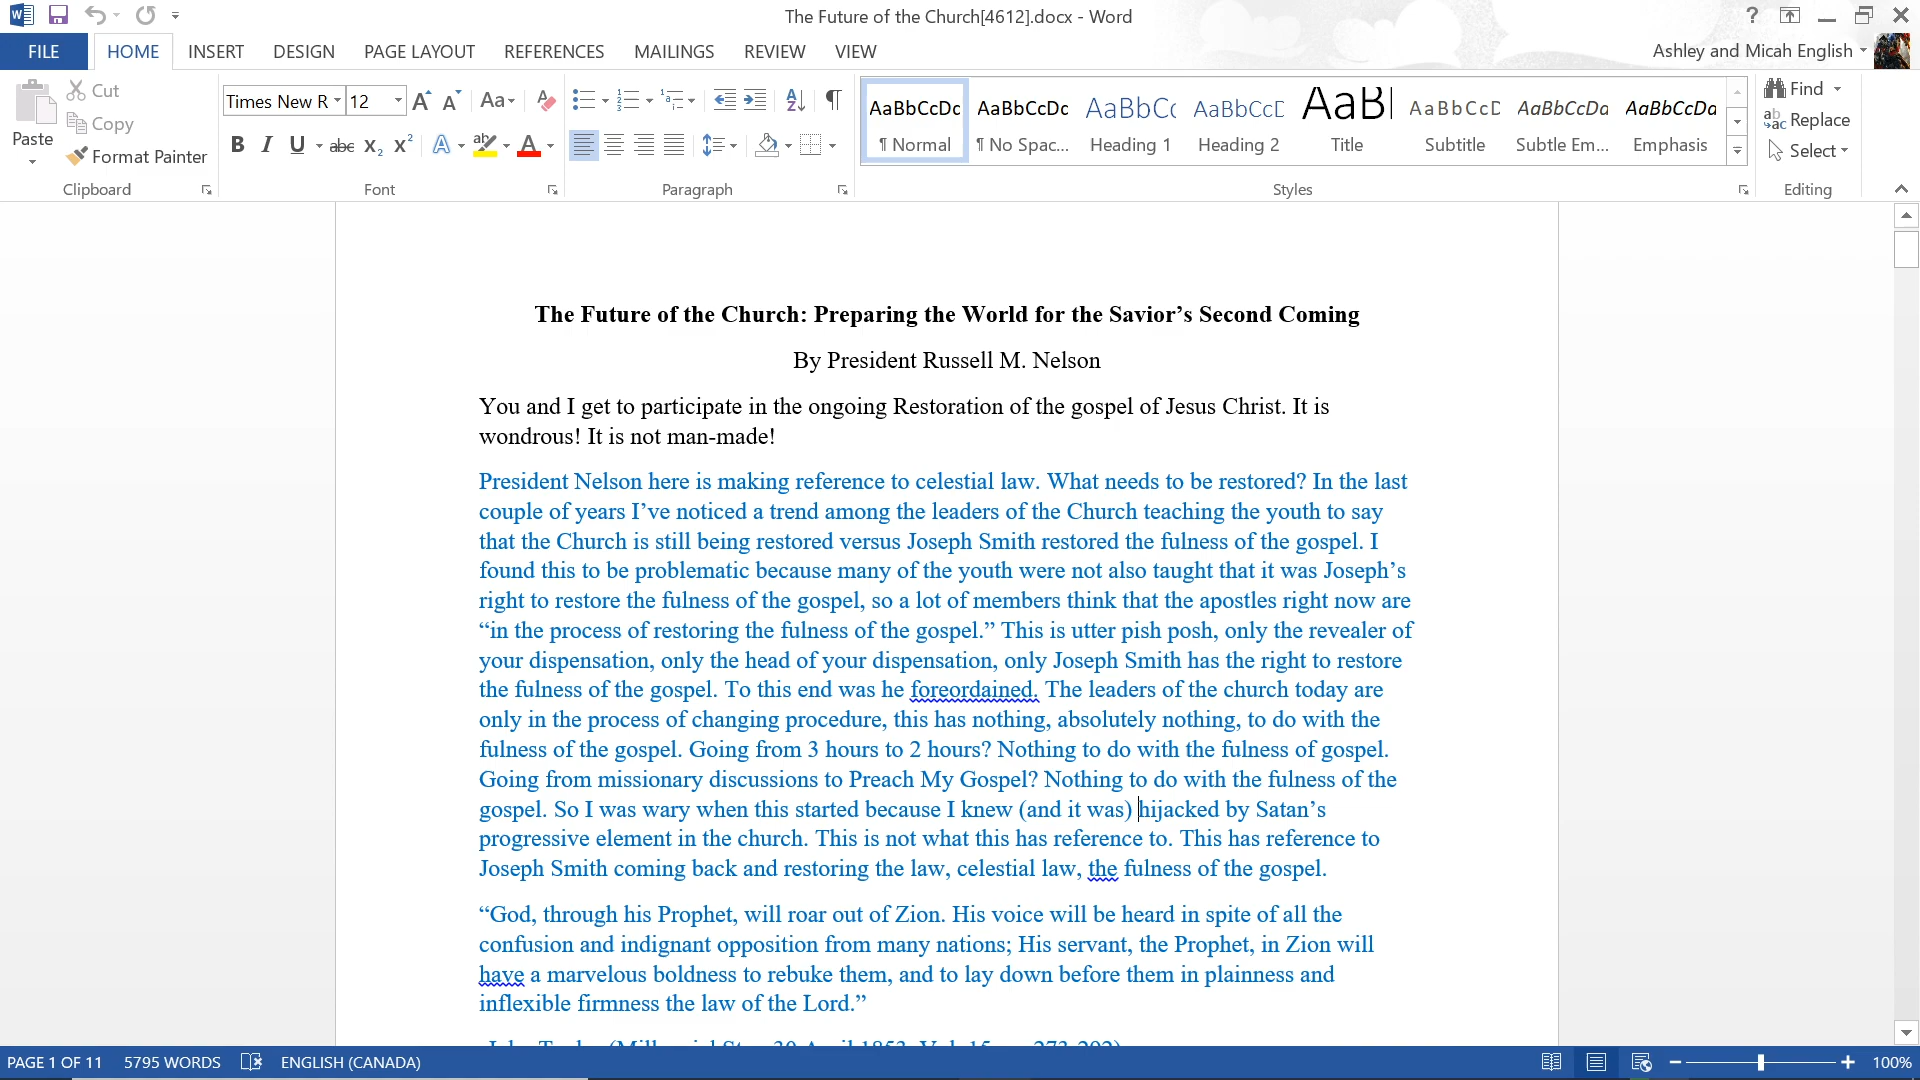 The Future of the Church[4612].docx - Word
?
FILE HOME INSERT DESIGN PAGE LAYOUT REFERENCES MAILINGS REVIEW VIEW
Ashley and Micah English
Paste
Cut
Copy
Format Painter
Clipboard
Times New R 12
Aa
B I U abc X₂ X²
Font
Paragraph
AaBbCcDc AaBbCcDc AaBbCc AaBbCcD AaBl AaBbCcD AaBbCcDc AaBbCcDc
¶ Normal ¶ No Spac... Heading 1 Heading 2 Title Subtitle Subtle Em... Emphasis
Styles
Find
Replace
Select
Editing
The Future of the Church: Preparing the World for the Savior’s Second Coming
By President Russell M. Nelson
You and I get to participate in the ongoing Restoration of the gospel of Jesus Christ. It is
wondrous! It is not man-made!
President Nelson here is making reference to celestial law. What needs to be restored? In the last
couple of years I’ve noticed a trend among the leaders of the Church teaching the youth to say
that the Church is still being restored versus Joseph Smith restored the fulness of the gospel. I
found this to be problematic because many of the youth were not also taught that it was Joseph’s
right to restore the fulness of the gospel, so a lot of members think that the apostles right now are
“in the process of restoring the fulness of the gospel.” This is utter pish posh, only the revealer of
your dispensation, only the head of your dispensation, only Joseph Smith has the right to restore
the fulness of the gospel. To this end was he foreordained. The leaders of the church today are
only in the process of changing procedure, this has nothing, absolutely nothing, to do with the
fulness of the gospel. Going from 3 hours to 2 hours? Nothing to do with the fulness of gospel.
Going from missionary discussions to Preach My Gospel? Nothing to do with the fulness of the
gospel. So I was wary when this started because I knew (and it was) hijacked by Satan’s
progressive element in the church. This is not what this has reference to. This has reference to
Joseph Smith coming back and restoring the law, celestial law, the fulness of the gospel.
“God, through his Prophet, will roar out of Zion. His voice will be heard in spite of all the
confusion and indignant opposition from many nations; His servant, the Prophet, in Zion will
have a marvelous boldness to rebuke them, and to lay down before them in plainness and
inflexible firmness the law of the Lord.”
PAGE 1 OF 11 5795 WORDS ENGLISH (CANADA)
100%